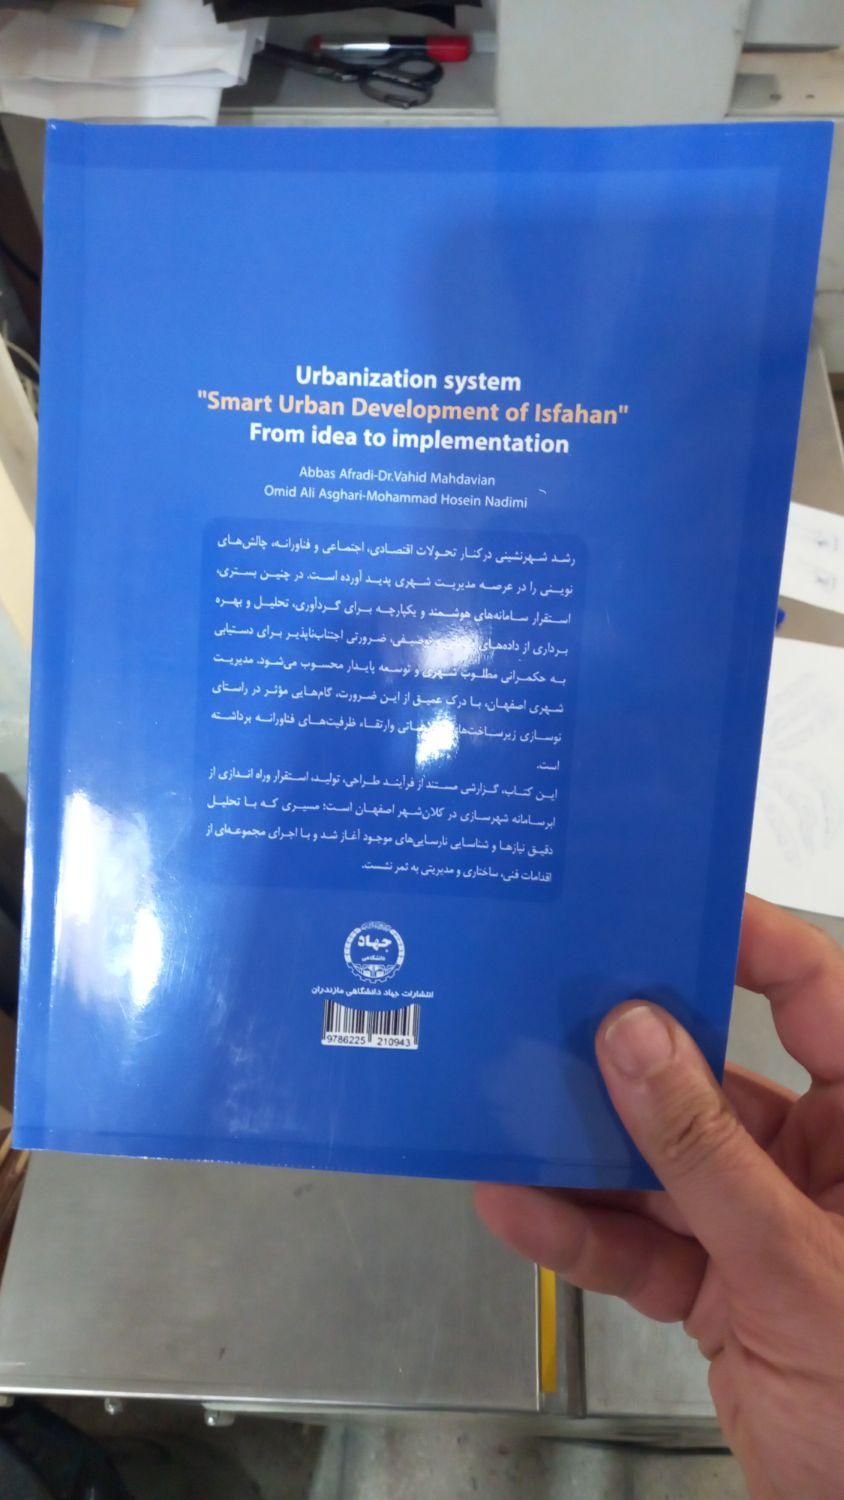 Urbanization system
"Smart Urban Development of Isfahan"
From idea to implementation
Abbas Afradi-Dr.Vahid Mahdavian
Omid Ali Asghari-Mohammad Hosein Nadimi
رشد شهرنشینی درکنار تحولات اقتصادی، اجتماعی و فناورانه، چالش‌های
نوینی را در عرصه مدیریت شهری پدید آورده است. در چنین بستری،
استقرار سامانه‌های هوشمند و یکپارچه برای گردآوری، تحلیل و بهره
برداری از داده‌های توصیفی، ضرورتی اجتناب‌ناپذیر برای دستیابی
به حکمرانی مطلوب شهری و توسعه پایدار محسوب می‌شود. مدیریت
شهری اصفهان، با درک عمیق از این ضرورت، گام‌هایی مؤثر در راستای
نوسازی زیرساخت‌های وارتقاء ظرفیت‌های فناورانه برداشته
است.
این کتاب، گزارشی مستند از فرآیند طراحی، تولید، استقرار وراه اندازی از
ابرسامانه شهرسازی در کلان‌شهر اصفهان است؛ مسیری که با تحلیل
دقیق نیازها و شناسایی نارسایی‌های موجود آغاز شد و با اجرای مجموعه‌ای از
اقدامات فنی، ساختاری و مدیریتی به ثمر نشست.
جهاد
دانشگاهی
انتشارات جهاد دانشگاهی مازندران
9786225 210943